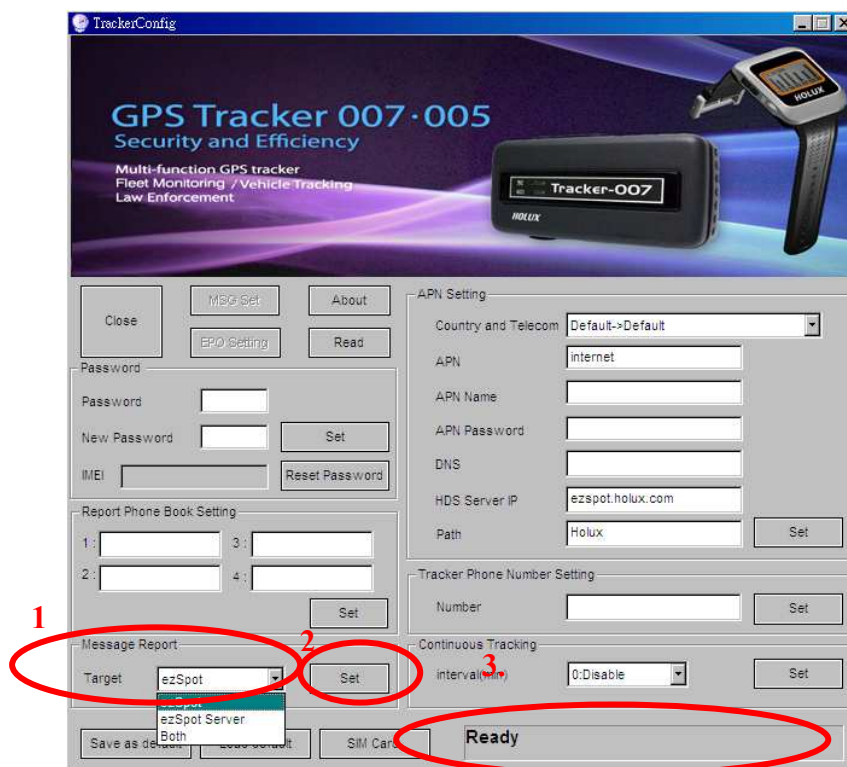 TrackerConfig
GPS Tracker 007·005
Security and Efficiency
Multi-function GPS tracker
Fleet Monitoring / Vehicle Tracking
Law Enforcement
HOLUX
Tracker-007
HOLUX
Close
MSG Set
About
EPO Setting
Read
Password
Password
New Password
Set
IMEI
Reset Password
Report Phone Book Setting
1 :
3 :
2 :
4 :
Set
1
Message Report
2
Target
ezSpot
Set
ezSpot
ezSpot Server
Both
Save as default
Load default
SIM Card
APN Setting
Country and Telecom
Default->Default
APN
internet
APN Name
APN Password
DNS
HDS Server IP
ezspot.holux.com
Path
Holux
Set
Tracker Phone Number Setting
Number
Set
Continuous Tracking
3.
interval(min)
0:Disable
Set
Ready